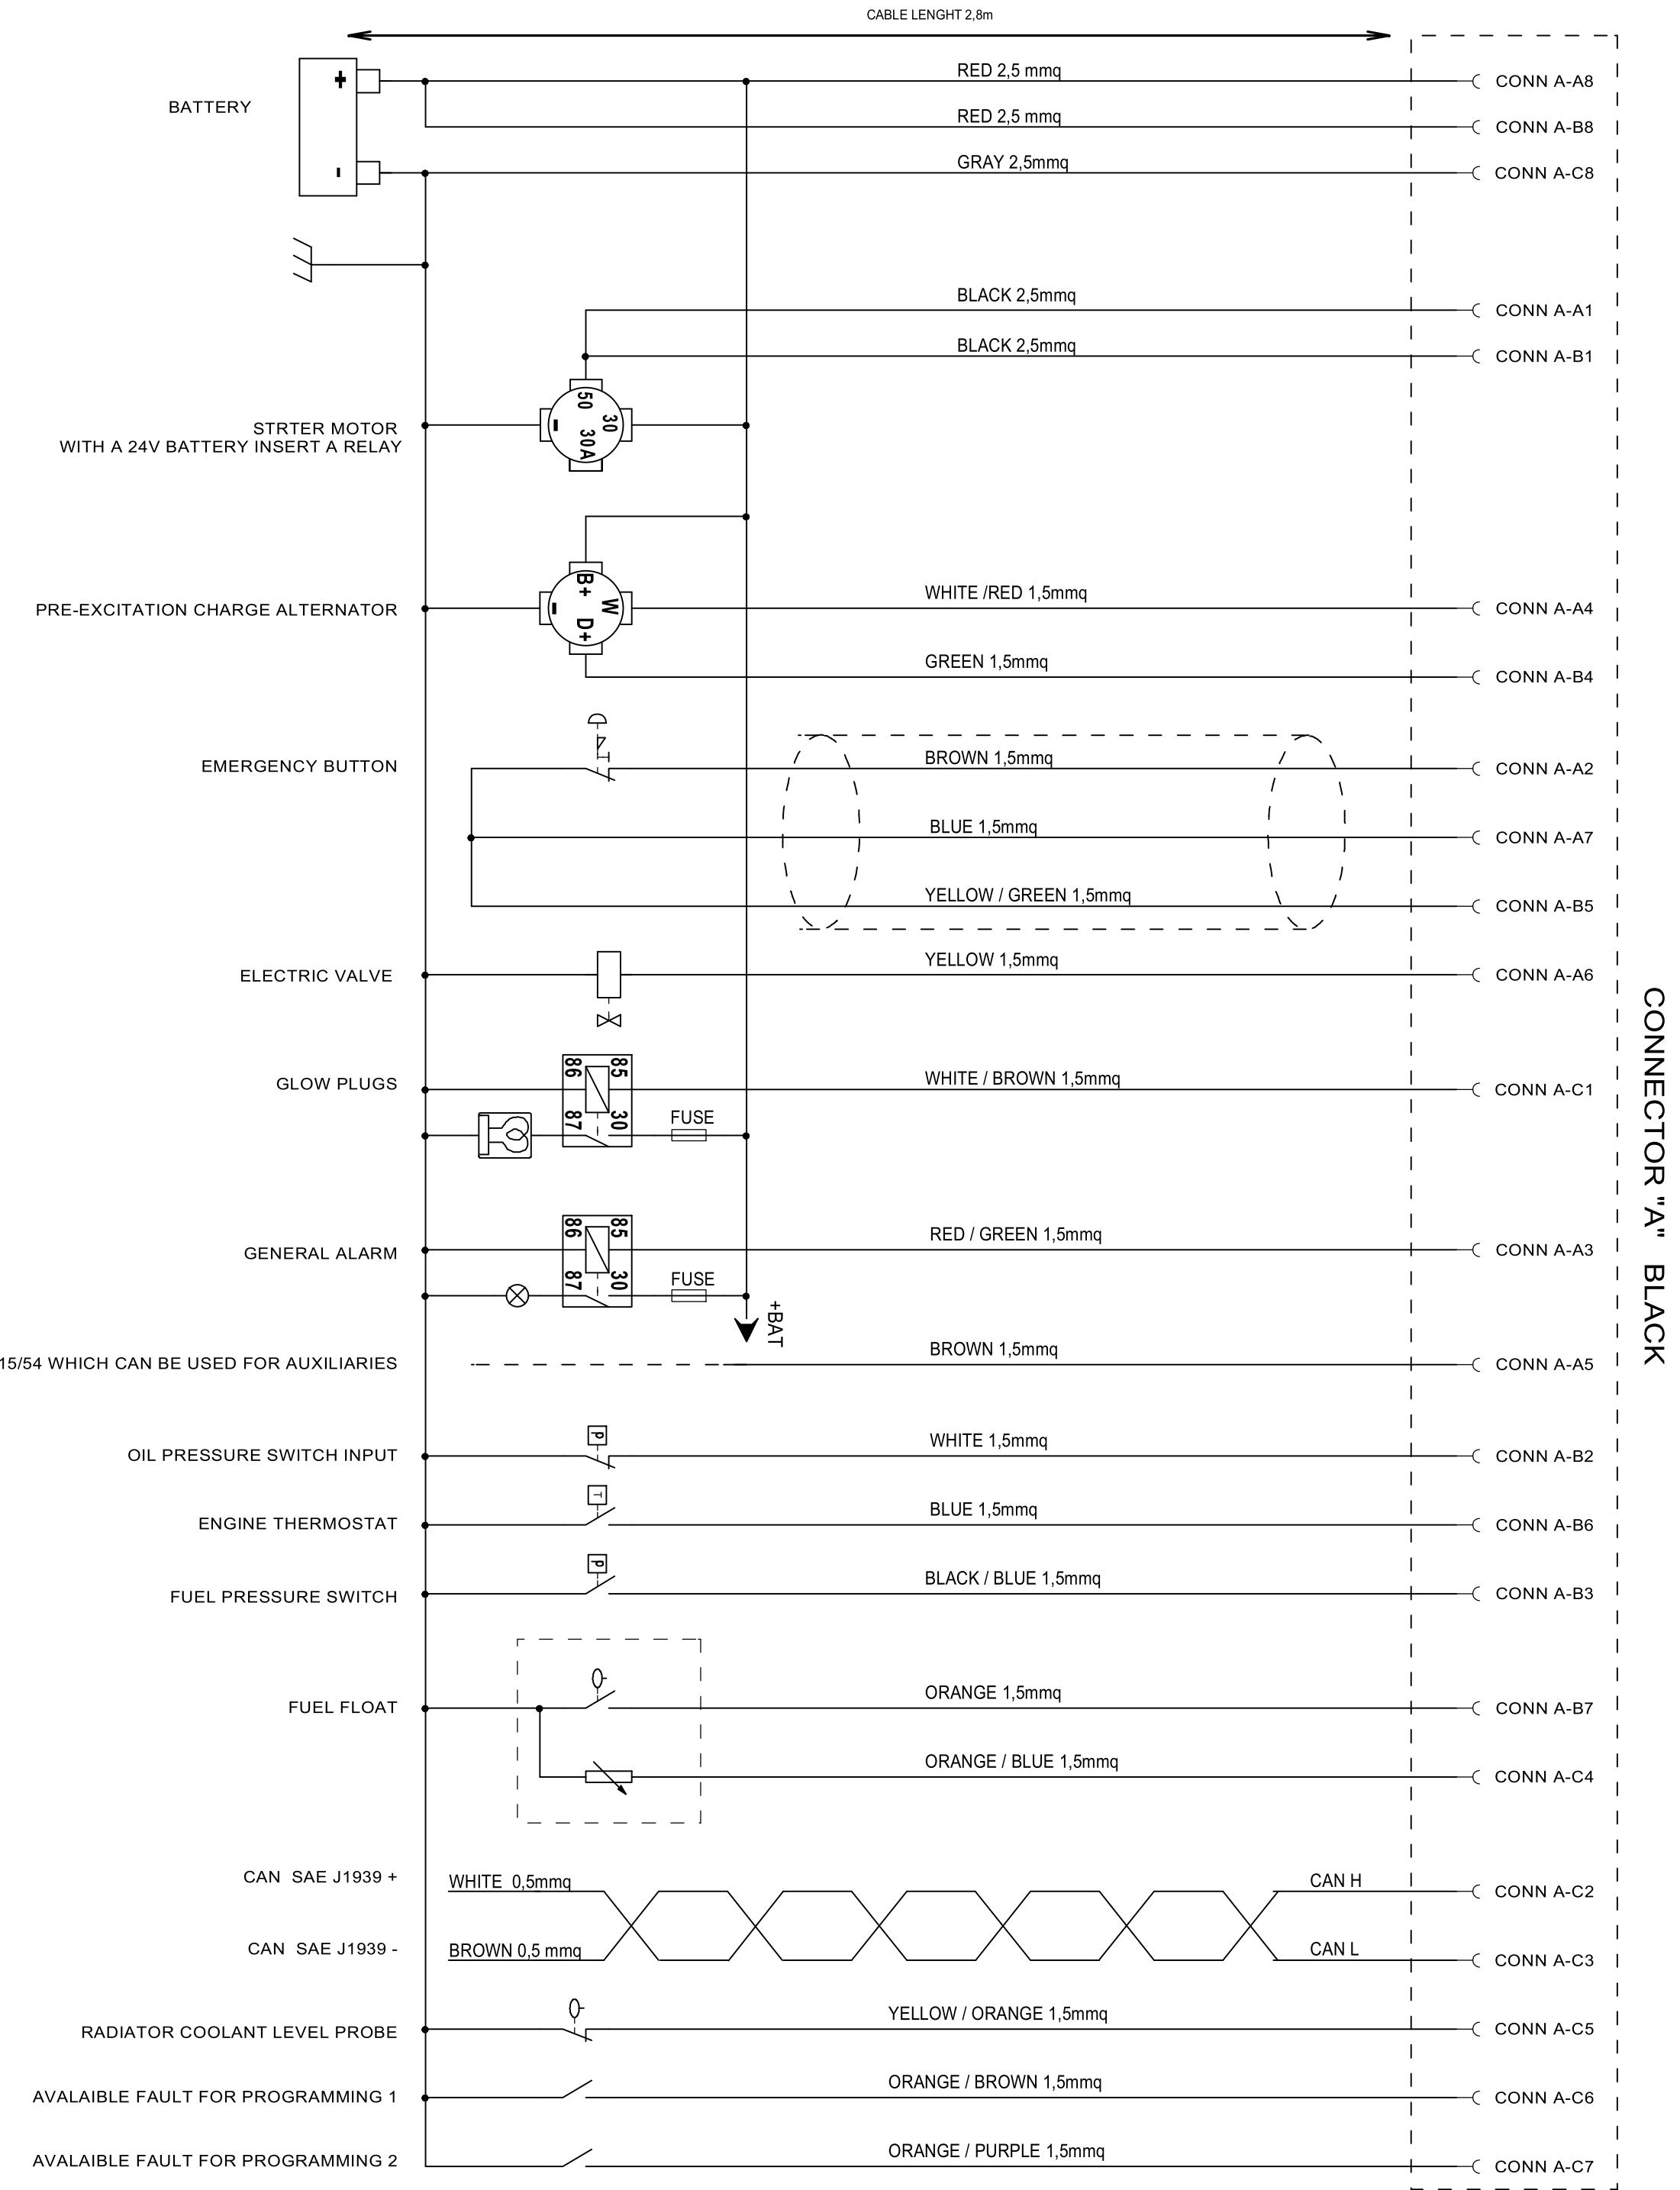 CABLE LENGHT 2,8m
BATTERY
+
-
RED 2,5 mmq
CONN A-A8
RED 2,5 mmq
CONN A-B8
GRAY 2,5mmq
CONN A-C8
BLACK 2,5mmq
CONN A-A1
BLACK 2,5mmq
CONN A-B1
STRTER MOTOR
WITH A 24V BATTERY INSERT A RELAY
50
30
30A
-
PRE-EXCITATION CHARGE ALTERNATOR
B+
W
D+
-
WHITE /RED 1,5mmq
CONN A-A4
GREEN 1,5mmq
CONN A-B4
EMERGENCY BUTTON
BROWN 1,5mmq
CONN A-A2
BLUE 1,5mmq
CONN A-A7
YELLOW / GREEN 1,5mmq
CONN A-B5
ELECTRIC VALVE
YELLOW 1,5mmq
CONN A-A6
GLOW PLUGS
86
85
87
30
FUSE
WHITE / BROWN 1,5mmq
CONN A-C1
GENERAL ALARM
86
85
87
30
FUSE
RED / GREEN 1,5mmq
CONN A-A3
+BAT
15/54 WHICH CAN BE USED FOR AUXILIARIES
BROWN 1,5mmq
CONN A-A5
OIL PRESSURE SWITCH INPUT
P
WHITE 1,5mmq
CONN A-B2
ENGINE THERMOSTAT
T
BLUE 1,5mmq
CONN A-B6
FUEL PRESSURE SWITCH
P
BLACK / BLUE 1,5mmq
CONN A-B3
FUEL FLOAT
ORANGE 1,5mmq
CONN A-B7
ORANGE / BLUE 1,5mmq
CONN A-C4
CAN SAE J1939 +
WHITE 0,5mmq
CAN H
CONN A-C2
CAN SAE J1939 -
BROWN 0,5 mmq
CAN L
CONN A-C3
RADIATOR COOLANT LEVEL PROBE
YELLOW / ORANGE 1,5mmq
CONN A-C5
AVALAIBLE FAULT FOR PROGRAMMING 1
ORANGE / BROWN 1,5mmq
CONN A-C6
AVALAIBLE FAULT FOR PROGRAMMING 2
ORANGE / PURPLE 1,5mmq
CONN A-C7
CONNECTOR "A" BLACK